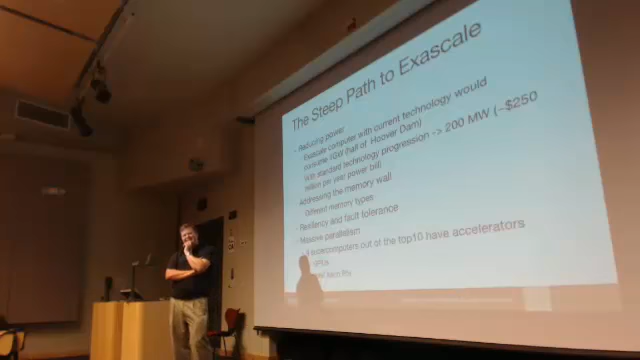 The Steep Path to Exascale
- Reducing power
- Exascale computer with current technology would
consume 1GW (half of Hoover Dam)
- With standard technology progression -> 200 MW (~$250
million per year power bill)
Addressing the memory wall
- Different memory types
- Resiliency and fault tolerance
- Massive parallelism
supercomputers out of the top10 have accelerators
GPUs
Xeon Phi